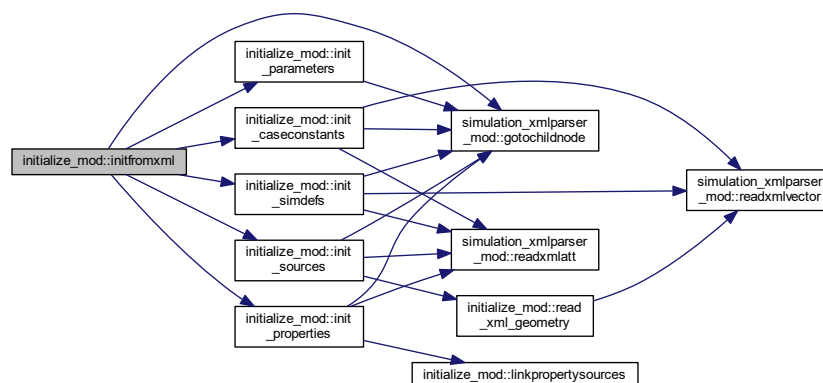 initialize_mod::initfromxml
initialize_mod::init
_parameters
initialize_mod::init
_caseconstants
initialize_mod::init
_simdefs
initialize_mod::init
_sources
initialize_mod::init
_properties
simulation_xmlparser
_mod::gotochildnode
simulation_xmlparser
_mod::readxmlatt
initialize_mod::read
_xml_geometry
initialize_mod::linkpropertysources
simulation_xmlparser
_mod::readxmlvector